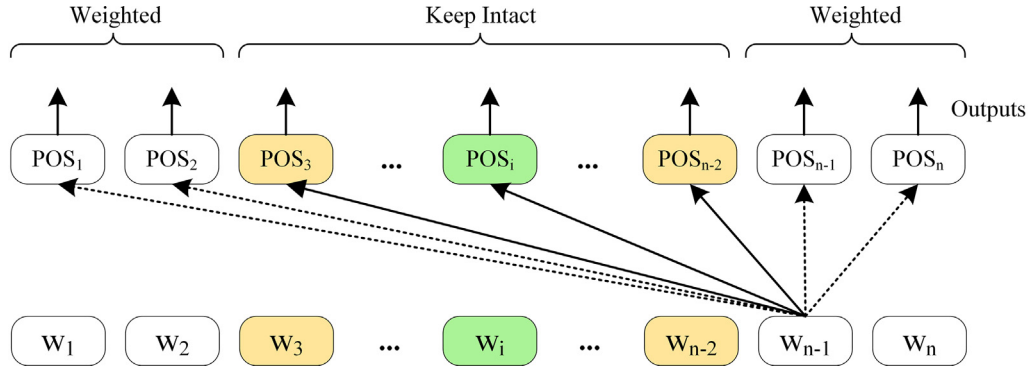 Weighted Keep Intact Weighted
Outputs
POS1 POS2 POS3 ... POSi ... POSn-2 POSn-1 POSn
W1 W2 W3 ... Wi ... Wn-2 Wn-1 Wn